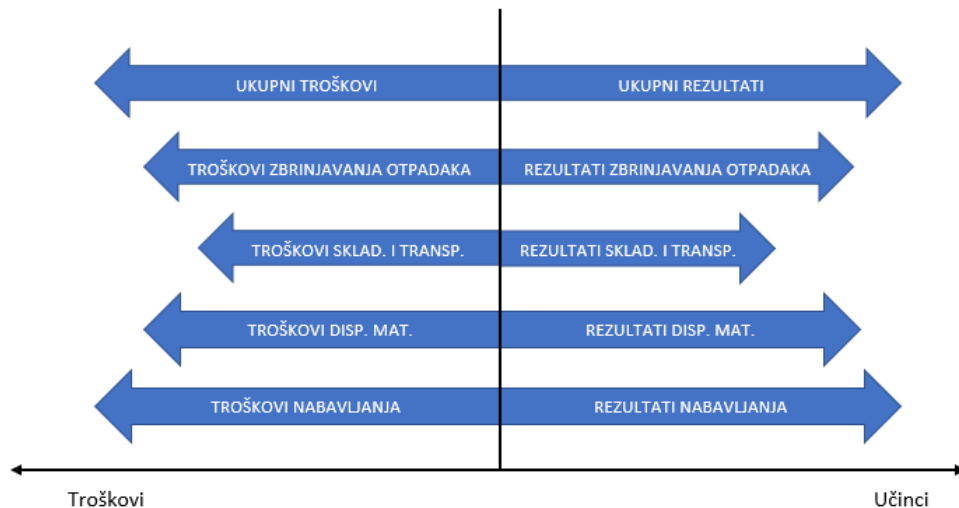 UKUPNI TROŠKOVI
UKUPNI REZULTATI
TROŠKOVI ZBRINJAVANJA OTPADAKA
REZULTATI ZBRINJAVANJA OTPADAKA
TROŠKOVI SKLAD. I TRANSP.
REZULTATI SKLAD. I TRANSP.
TROŠKOVI DISP. MAT.
REZULTATI DISP. MAT.
TROŠKOVI NABAVLJANJA
REZULTATI NABAVLJANJA
Troškovi
Učinci